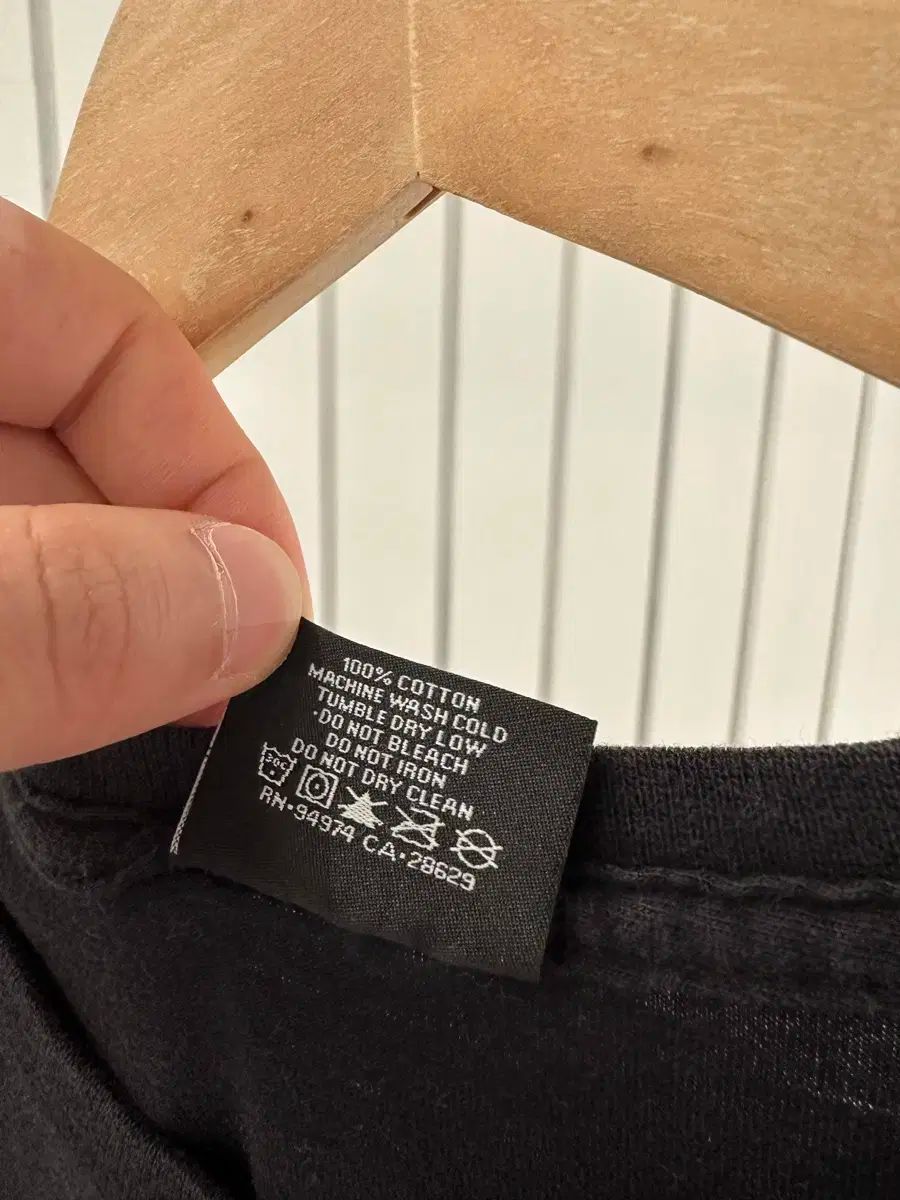 100% COTTON
MACHINE WASH COLD
TUMBLE DRY LOW
·DO NOT BLEACH
DO NOT IRON
DO NOT DRY CLEAN
30C
RN·94974 CA·28629